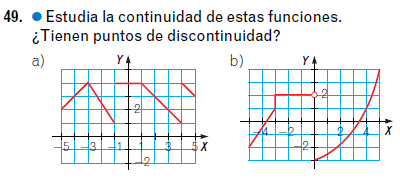 49. ● Estudia la continuidad de estas funciones.
¿Tienen puntos de discontinuidad?
a) Y b) Y
2 2
-5 -3 -1 1 3 5 X -4 -2 2 4 X
-2 -2